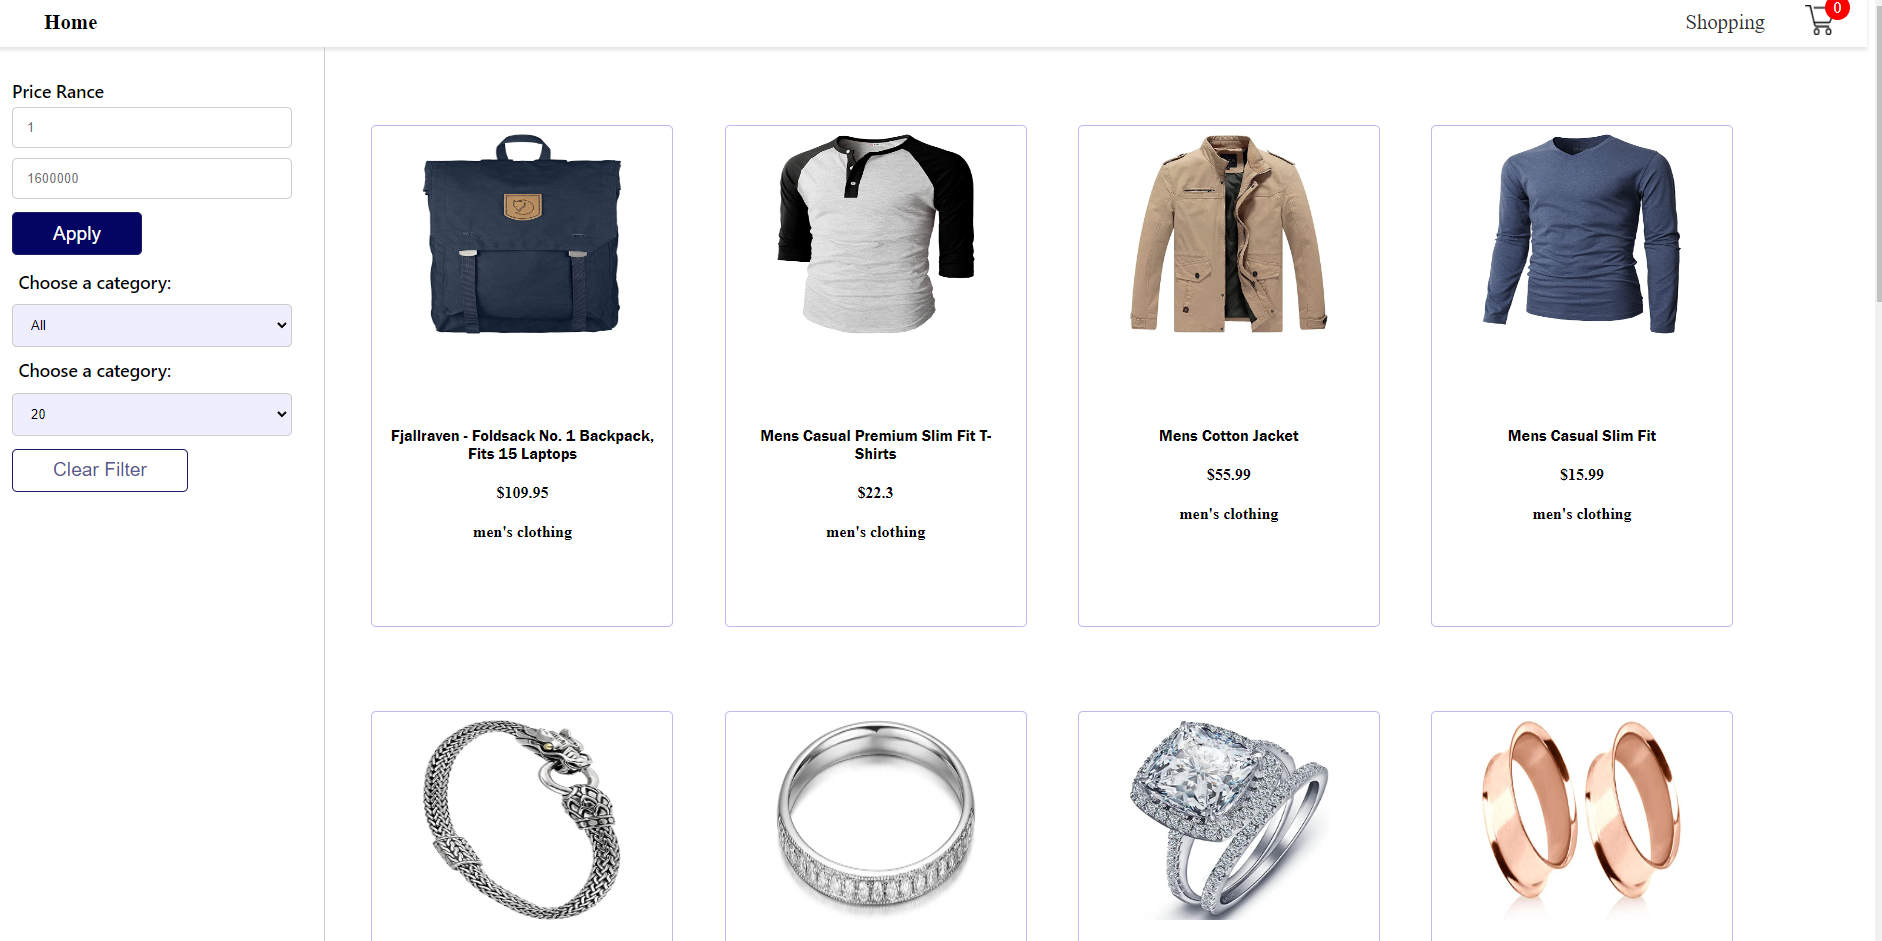 Home
Shopping
0
Price Rance
1
1600000
Apply
Choose a category:
All
Choose a category:
20
Clear Filter
Fjallraven - Foldsack No. 1 Backpack,
Fits 15 Laptops
$109.95
men's clothing
Mens Casual Premium Slim Fit T-
Shirts
$22.3
men's clothing
Mens Cotton Jacket
$55.99
men's clothing
Mens Casual Slim Fit
$15.99
men's clothing